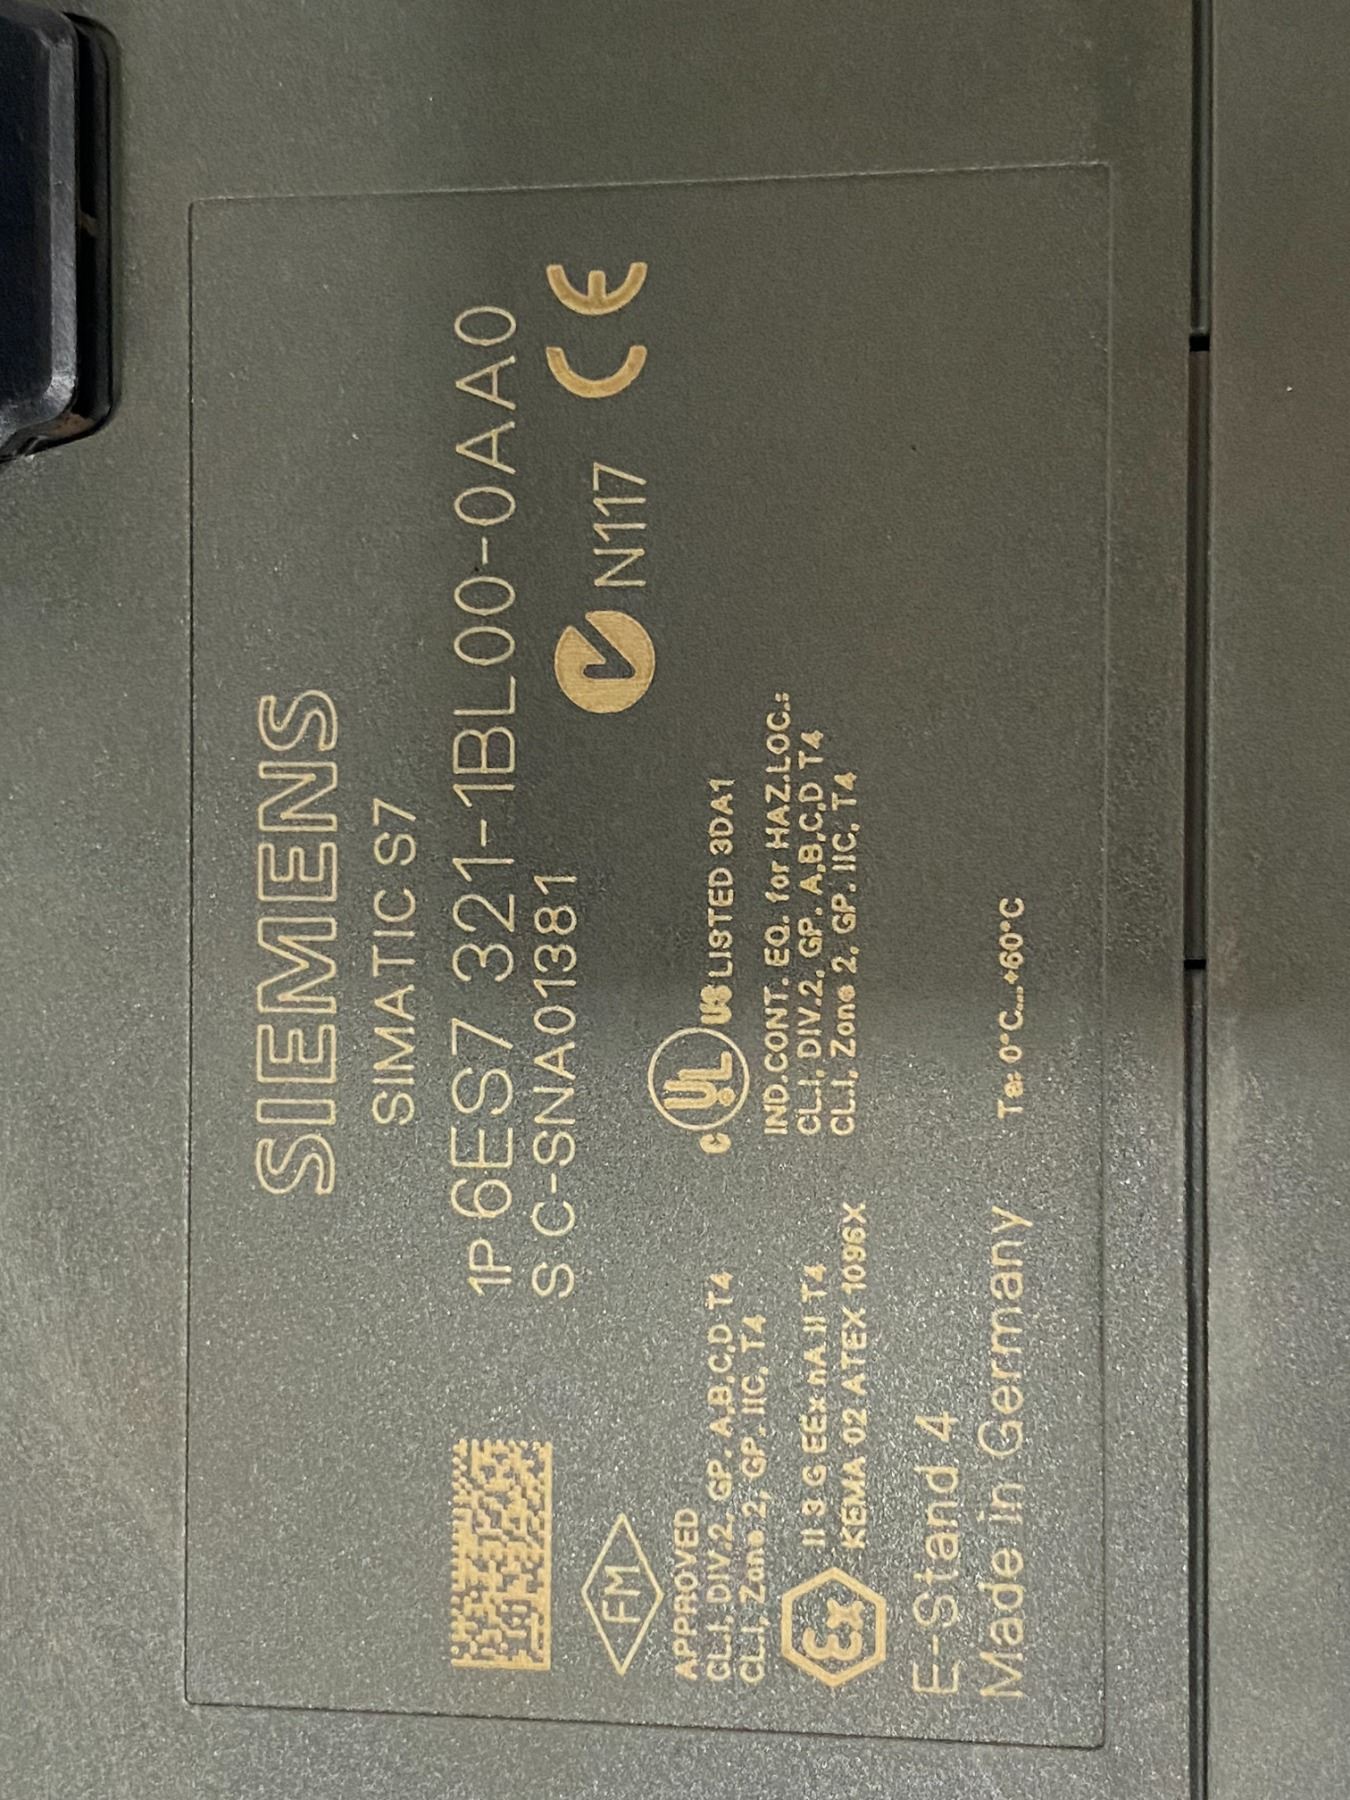 SIEMENS
SIMATIC S7
1P 6ES7 321-1BL00-0AA0
S C-SNA01381
N117 CE
FM
APPROVED
CL.I, DIV.2, GP. A,B,C,D T4
CL.I, Zone 2, GP. IIC, T4
c UL US LISTED 3DA1
IND.CONT. EQ. for HAZ.LOC.:
CL.I, DIV.2, GP. A,B,C,D T4
CL.I, Zone 2, GP. IIC, T4
Ex II 3 G EEx nA II T4
KEMA 02 ATEX 1096X
E-Stand 4
Made in Germany
Ta: 0°C...+60°C